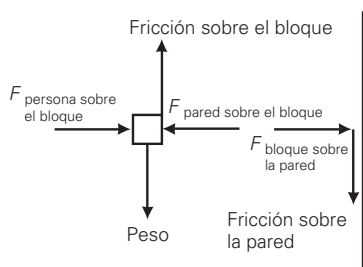 Fricción sobre el bloque
F persona sobre
el bloque
F pared sobre el bloque
F bloque sobre
la pared
Peso
Fricción sobre
la pared